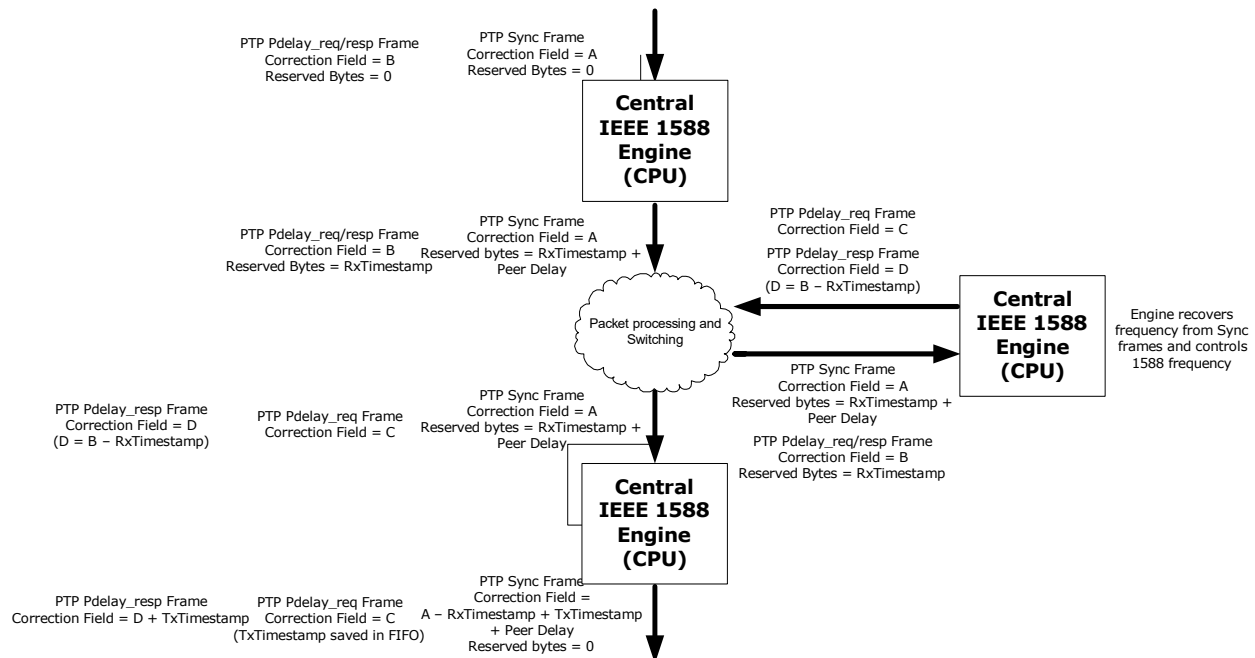 PTP Pdelay_req/resp Frame
Correction Field = B
Reserved Bytes = 0
PTP Sync Frame
Correction Field = A
Reserved Bytes = 0
Central
IEEE 1588
Engine
(CPU)
PTP Pdelay_req/resp Frame
Correction Field = B
Reserved Bytes = RxTimestamp
PTP Sync Frame
Correction Field = A
Reserved bytes = RxTimestamp +
Peer Delay
PTP Pdelay_req Frame
Correction Field = C
PTP Pdelay_resp Frame
Correction Field = D
(D = B – RxTimestamp)
Packet processing and
Switching
Central
IEEE 1588
Engine
(CPU)
Engine recovers
frequency from Sync
frames and controls
1588 frequency
PTP Sync Frame
Correction Field = A
Reserved bytes = RxTimestamp +
Peer Delay
PTP Pdelay_req/resp Frame
Correction Field = B
Reserved Bytes = RxTimestamp
PTP Pdelay_resp Frame
Correction Field = D
(D = B – RxTimestamp)
PTP Pdelay_req Frame
Correction Field = C
PTP Sync Frame
Correction Field = A
Reserved bytes = RxTimestamp +
Peer Delay
Central
IEEE 1588
Engine
(CPU)
PTP Pdelay_resp Frame
Correction Field = D + TxTimestamp
PTP Pdelay_req Frame
Correction Field = C
(TxTimestamp saved in FIFO)
PTP Sync Frame
Correction Field =
A – RxTimestamp + TxTimestamp
+ Peer Delay
Reserved bytes = 0